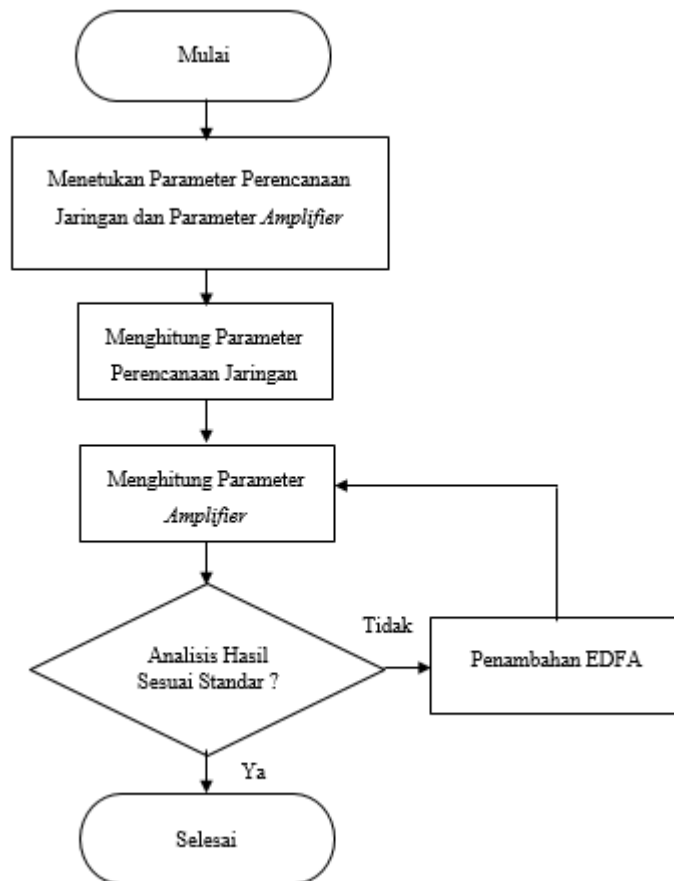 Mulai
Menetukan Parameter Perencanaan
Jaringan dan Parameter Amplifier
Menghitung Parameter
Perencanaan Jaringan
Menghitung Parameter
Amplifier
Analisis Hasil
Sesuai Standar ?
Tidak
Penambahan EDFA
Ya
Selesai